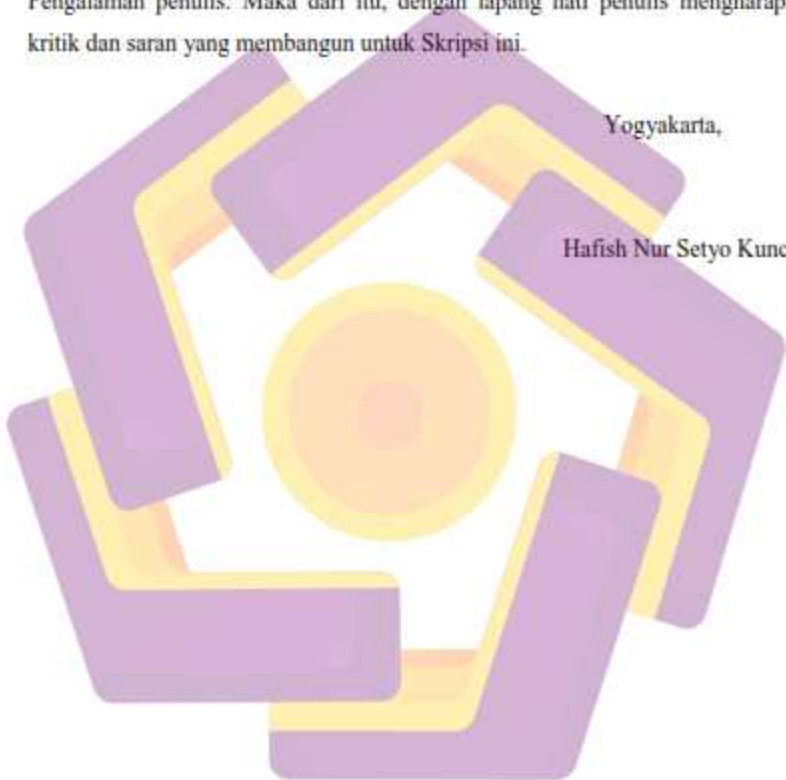 Pengalaman penulis. Maka dari itu, dengan lapang hati penulis mengharap
kritik dan saran yang membangun untuk Skripsi ini.
Yogyakarta,
Hafish Nur Setyo Kunc